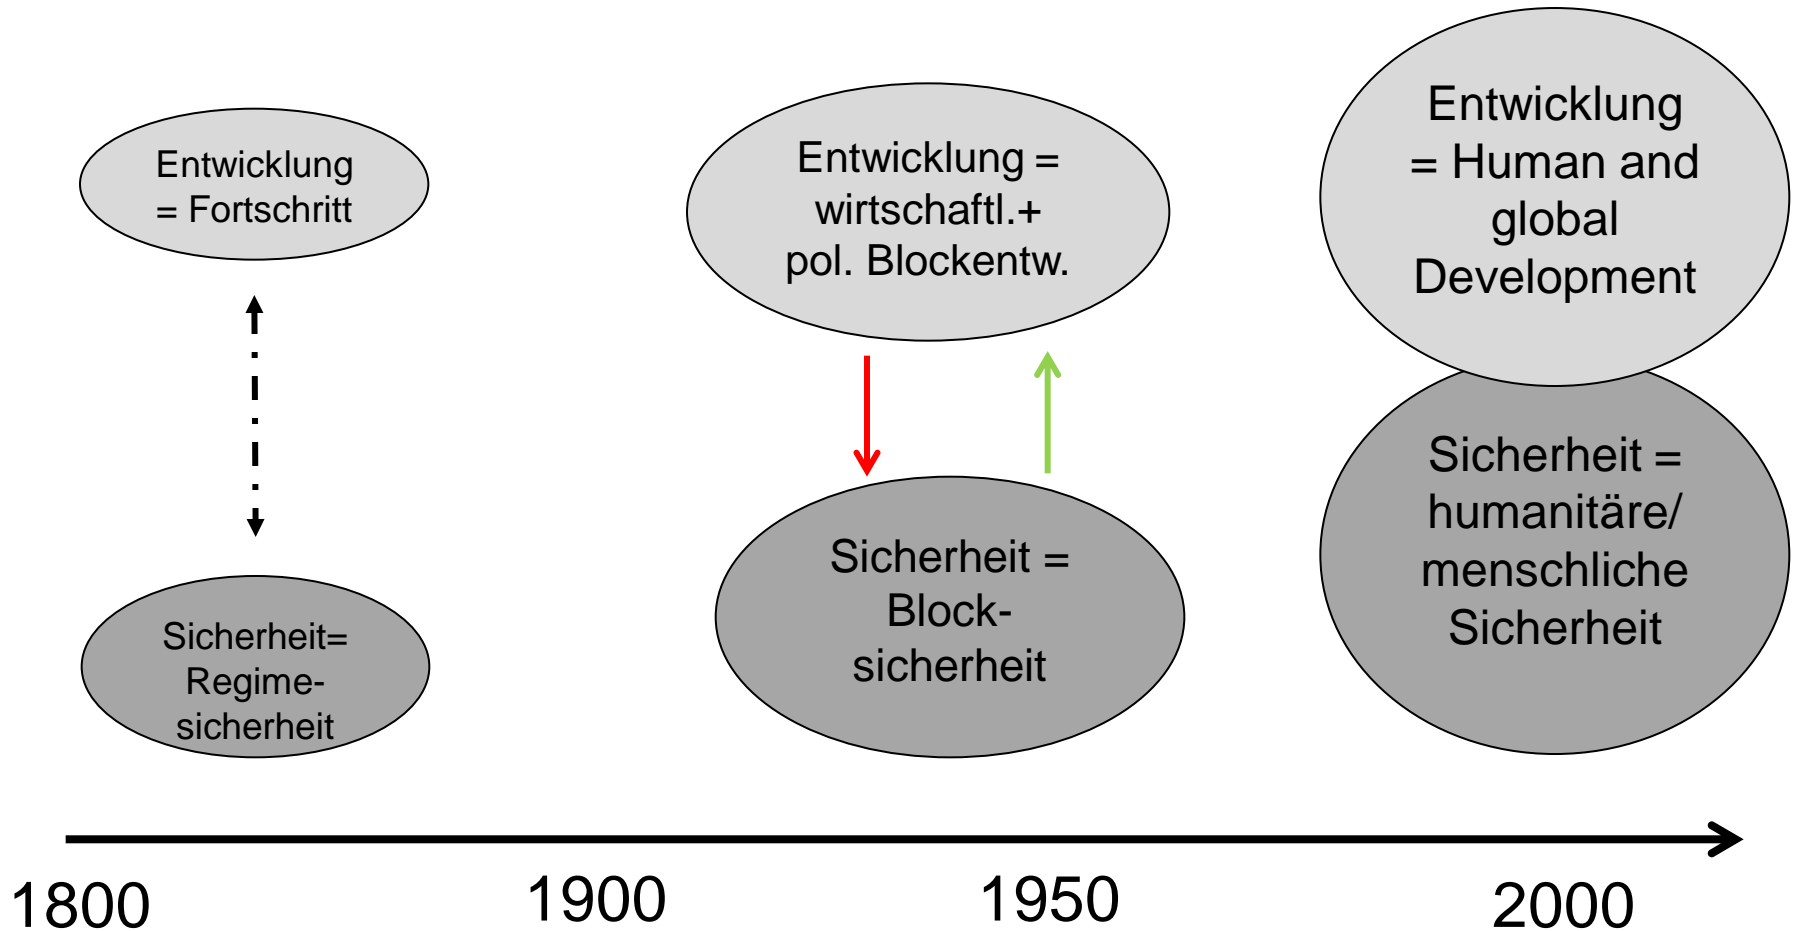 Entwicklung
= Fortschritt
Sicherheit=
Regime-
sicherheit
Entwicklung =
wirtschaftl.+
pol. Blockentw.
Sicherheit =
Block-
sicherheit
Entwicklung
= Human and
global
Development
Sicherheit =
humanitäre/
menschliche
Sicherheit
1800
1900
1950
2000